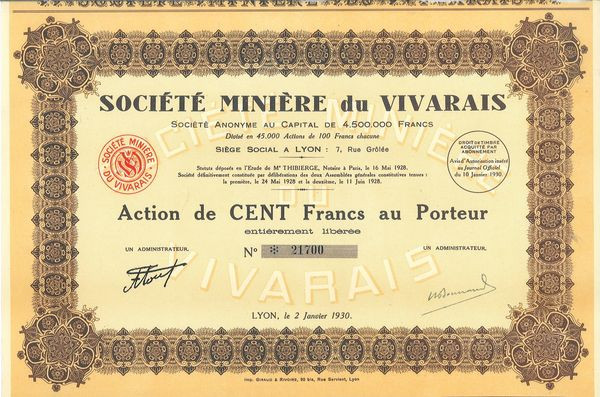 SOCIÉTÉ MINIÈRE du VIVARAIS
SOCIÉTÉ ANONYME AU CAPITAL DE 4.500.000 FRANCS
Divisé en 45.000 Actions de 100 Francs chacune
SIÈGE SOCIAL A LYON : 7, Rue Grôlée
SOCIÉTÉ MINIÈRE
DU VIVARAIS
DROIT DE TIMBRE
ACQUITTÉ PAR
ABONNEMENT
Avis d'Autorisation inséré
au Journal Officiel
du 10 Janvier 1930.
Statuts déposés en l'Etude de Me THIBIERGE, Notaire à Paris, le 16 Mai 1928.
Société définitivement constituée par délibérations des deux Assemblées générales constitutives tenues :
la première, le 24 Mai 1928 et la deuxième, le 11 Juin 1928.
Action de CENT Francs au Porteur
entièrement libérée
UN ADMINISTRATEUR.
No * 21700
UN ADMINISTRATEUR.
VIVARAIS
LYON, le 2 Janvier 1930.
Imp. GIRAUD & RIVOIRE, 90 bis, Rue Servient, Lyon